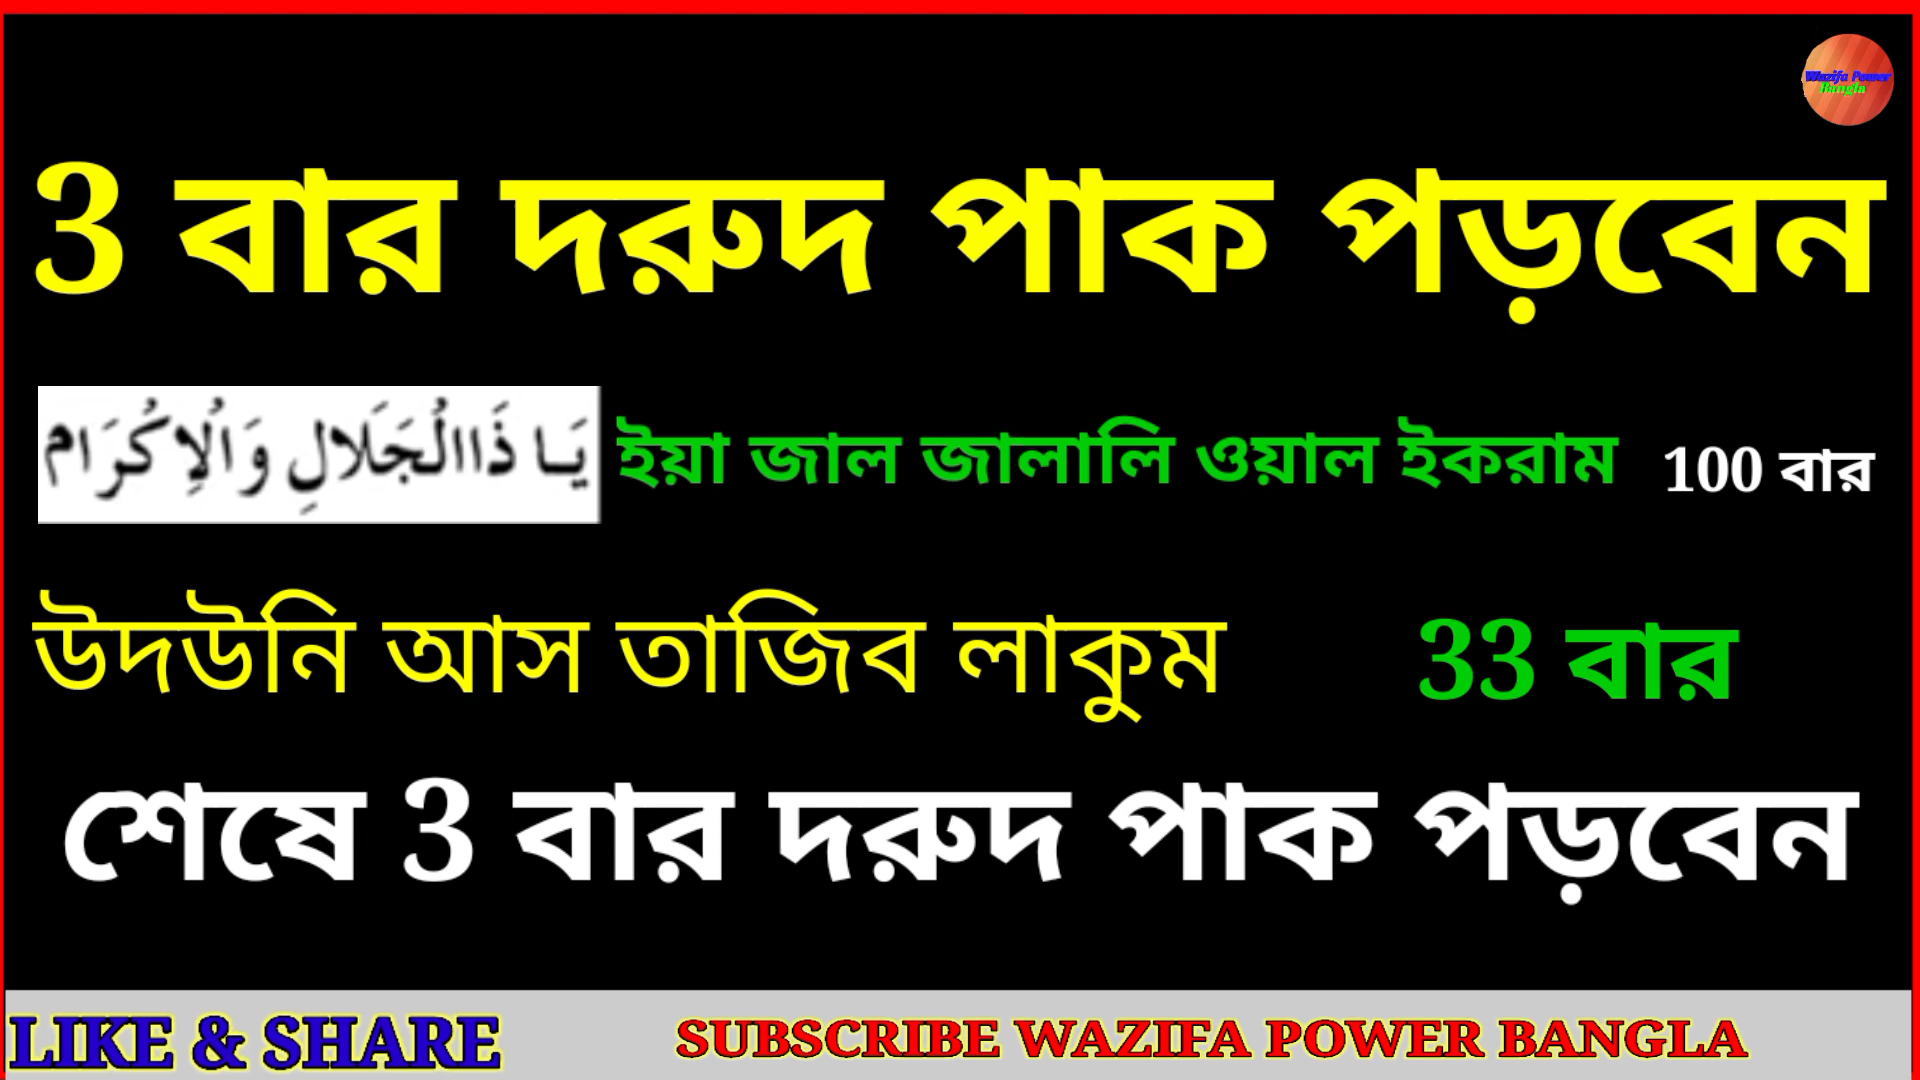 Wazifa Power
Bangla
3 বার দরুদ পাক পড়বেন
يَا ذَاالْجَلَالِ وَالْاِكْرَام ইয়া জাল জালালি ওয়াল ইকরাম 100 বার
উদউনি আস তাজিব লাকুম 33 বার
শেষে 3 বার দরুদ পাক পড়বেন
LIKE & SHARE SUBSCRIBE WAZIFA POWER BANGLA